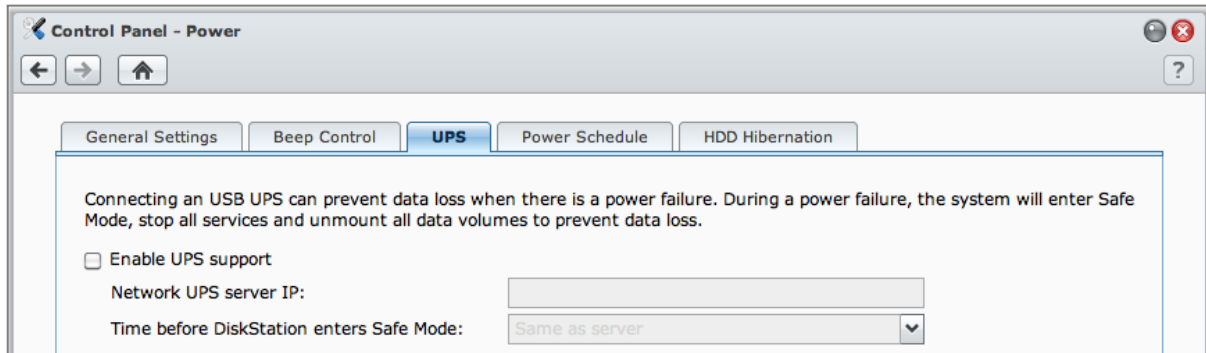 Control Panel - Power
?
General Settings
Beep Control
UPS
Power Schedule
HDD Hibernation
Connecting an USB UPS can prevent data loss when there is a power failure. During a power failure, the system will enter Safe
Mode, stop all services and unmount all data volumes to prevent data loss.
Enable UPS support
Network UPS server IP:
Time before DiskStation enters Safe Mode:
Same as server